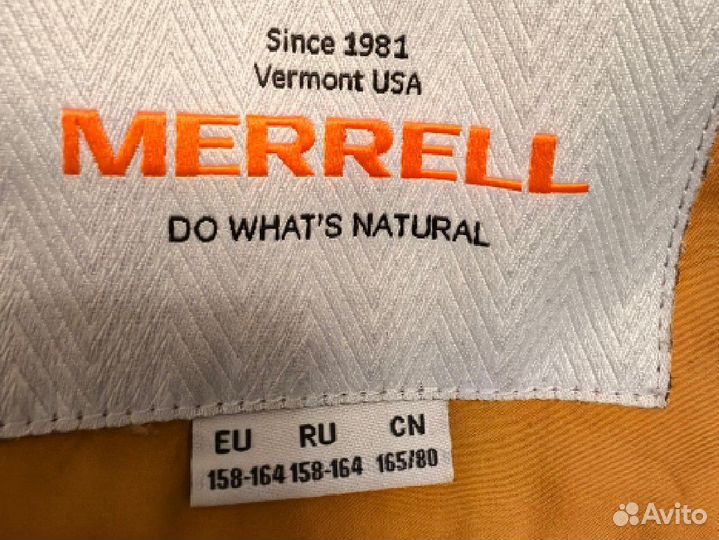 Since 1981
Vermont USA
MERRELL
DO WHAT'S NATURAL
EU RU CN
158-164 158-164 165/80
Avito